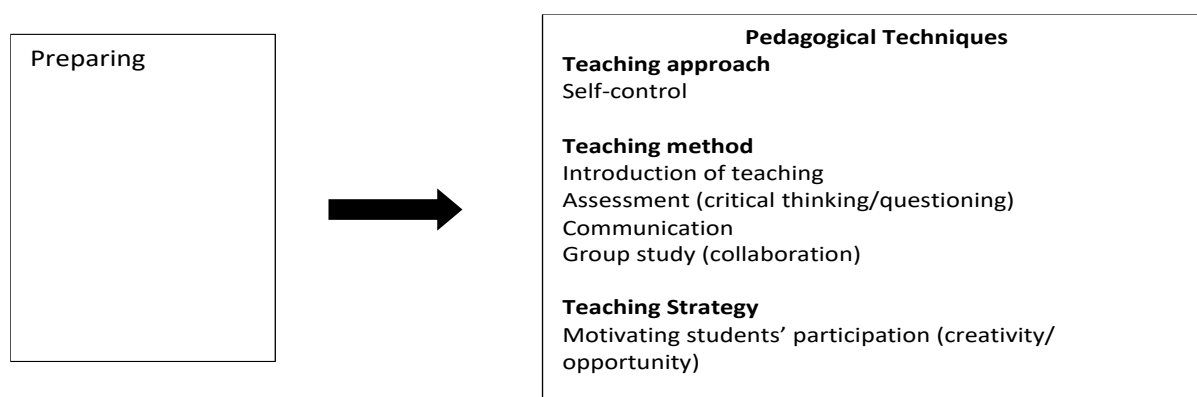 Preparing
Pedagogical Techniques
Teaching approach
Self-control
Teaching method
Introduction of teaching
Assessment (critical thinking/questioning)
Communication
Group study (collaboration)
Teaching Strategy
Motivating students’ participation (creativity/
opportunity)